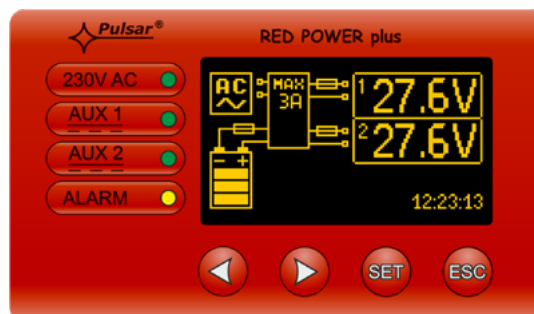 Pulsar®
RED POWER plus
230V AC
AUX 1
AUX 2
ALARM
AC
MAX
3A
1 27.6V
2 27.6V
- +
12:23:13
SET
ESC